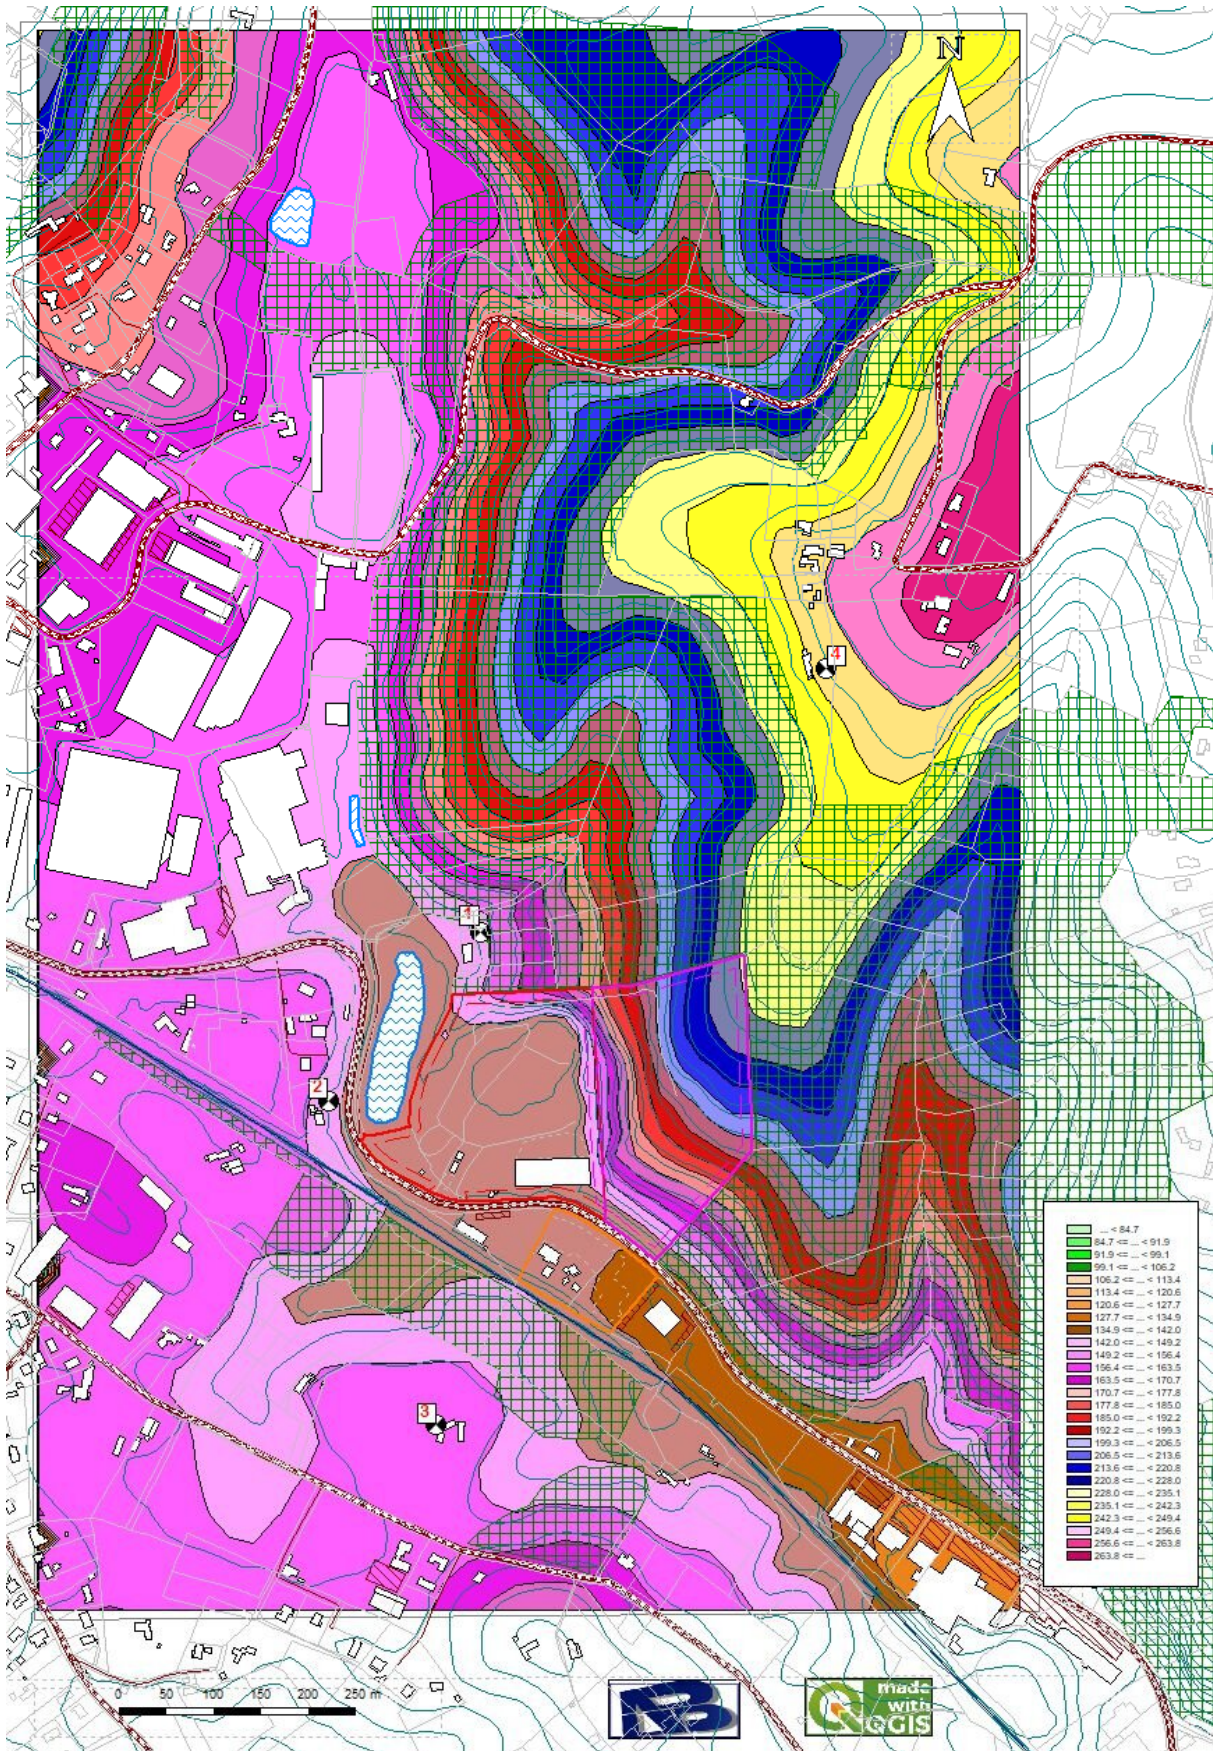 N
4
1
2
3
... < 84.7
84.7 <= ... < 91.9
91.9 <= ... < 99.1
99.1 <= ... < 106.2
106.2 <= ... < 113.4
113.4 <= ... < 120.6
120.6 <= ... < 127.7
127.7 <= ... < 134.9
134.9 <= ... < 142.0
142.0 <= ... < 149.2
149.2 <= ... < 156.4
156.4 <= ... < 163.5
163.5 <= ... < 170.7
170.7 <= ... < 177.8
177.8 <= ... < 185.0
185.0 <= ... < 192.2
192.2 <= ... < 199.3
199.3 <= ... < 206.5
206.5 <= ... < 213.6
213.6 <= ... < 220.8
220.8 <= ... < 228.0
228.0 <= ... < 235.1
235.1 <= ... < 242.3
242.3 <= ... < 249.4
249.4 <= ... < 256.6
256.6 <= ... < 263.8
263.8 <= ...
0 50 100 150 200 250 m
made
with
QGIS